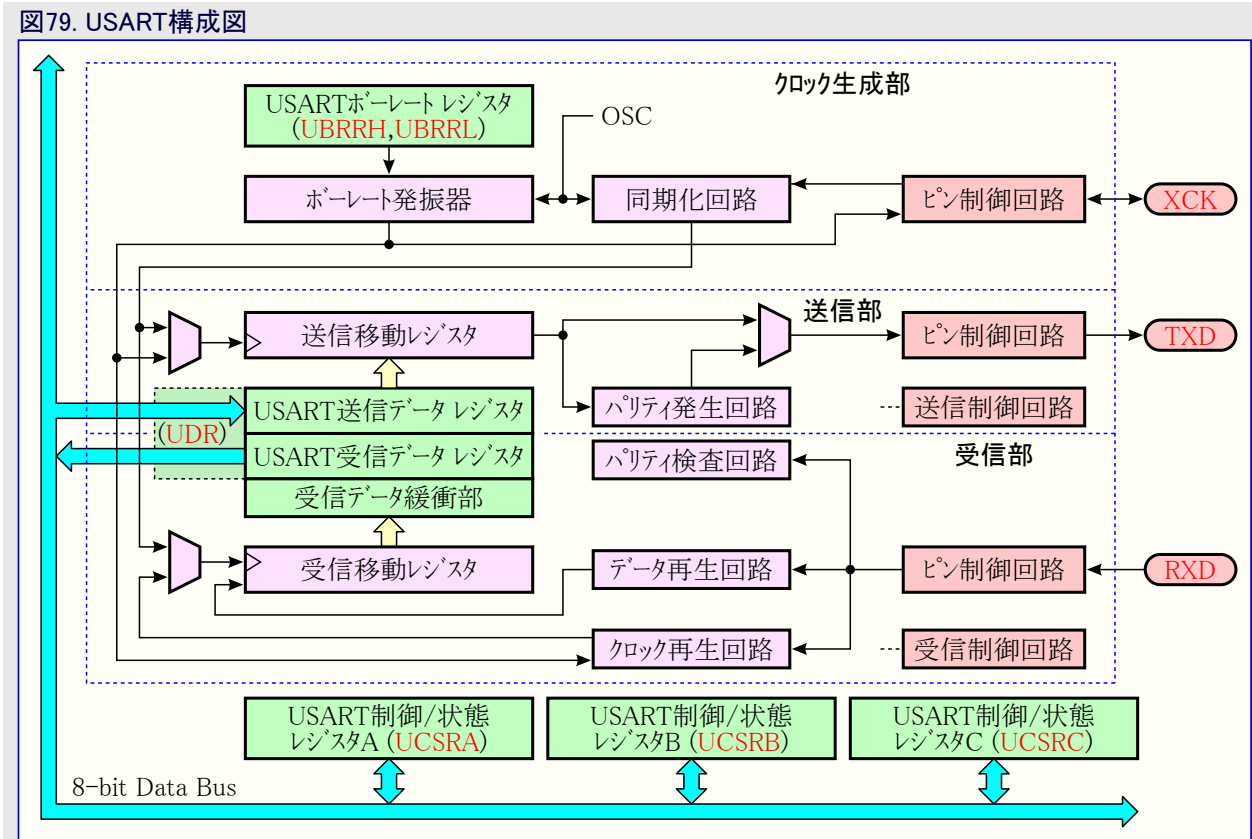 図79. USART構成図
クロック生成部
USARTボーレート レジスタ
(UBRRH,UBRRL)
OSC
ボーレート発振器
同期化回路
ピン制御回路
XCK
送信部
送信移動レジスタ
ピン制御回路
TXD
USART送信データ レジスタ
パリティ発生回路
送信制御回路
(UDR)
USART受信データ レジスタ
パリティ検査回路
受信部
受信データ緩衝部
受信移動レジスタ
データ再生回路
ピン制御回路
RXD
クロック再生回路
受信制御回路
USART制御/状態
レジスタA (UCSRA)
USART制御/状態
レジスタB (UCSRB)
USART制御/状態
レジスタC (UCSRC)
8-bit Data Bus